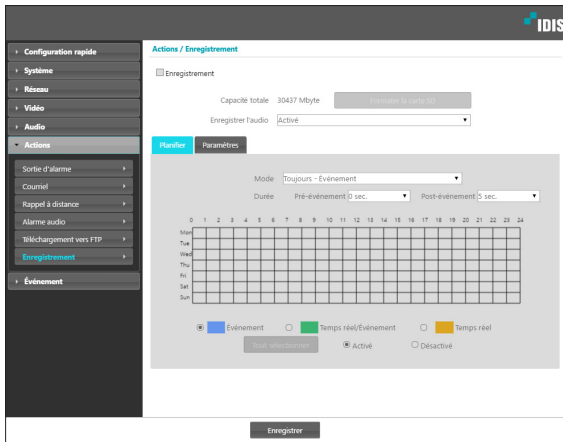 IDIS
Configuration rapide
Système
Réseau
Vidéo
Audio
Actions
Sortie d'alarme
Courriel
Rappel à distance
Alarme audio
Téléchargement vers FTP
Enregistrement
Événement
Actions / Enregistrement
Enregistrement
Capacité totale 30437 Mbyte Formater la carte SD
Enregistrer l'audio Activé
Planifier Paramètres
Mode Toujours - Événement
Durée Pré-événement 0 sec. Post-événement 5 sec.
0 1 2 3 4 5 6 7 8 9 10 11 12 13 14 15 16 17 18 19 20 21 22 23 24
Mon
Tue
Wed
Thu
Fri
Sat
Sun
Événement Temps réel/Événement Temps réel
Tout sélectionner Activé Désactivé
Enregistrer